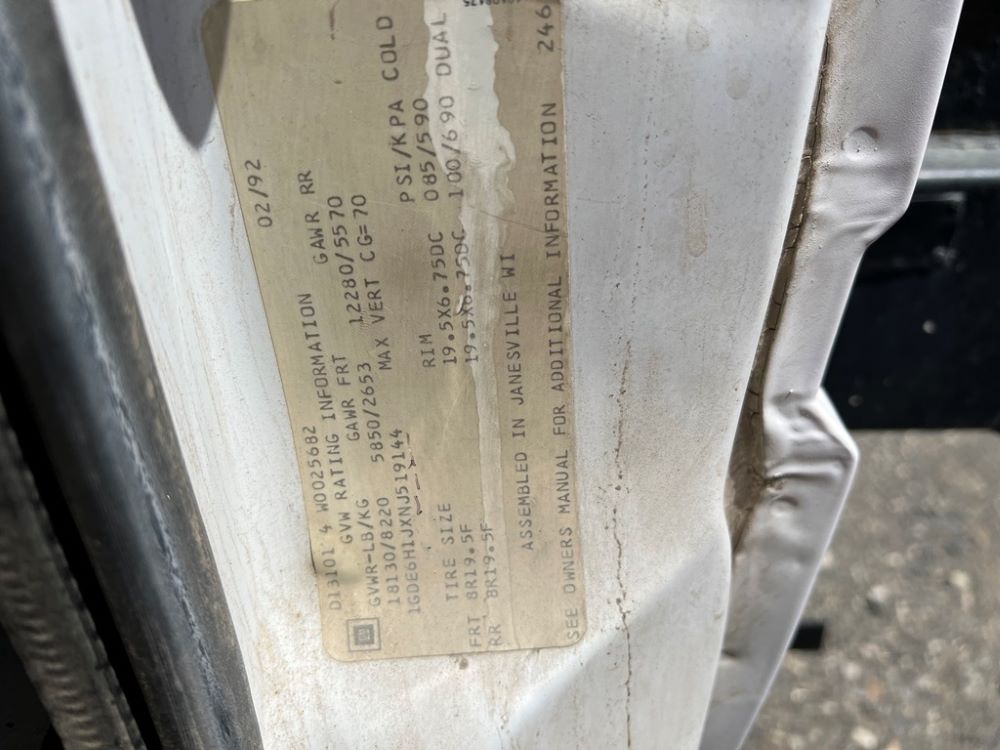 02/92
D13101 4 W0025682
GVW RATING INFORMATION
GVWR-LB/KG GAWR FRT GAWR RR
18130/8220 5850/2653 12280/5570
1GDE6H1JXNJ519144 MAX VERT CG=70
TIRE SIZE RIM PSI/KPA COLD
FRT 8R19.5F 19.5X6.75DC 085/590
RR 8R19.5F 19.5X6.75DC 100/690 DUAL
ASSEMBLED IN JANESVILLE WI
SEE OWNERS MANUAL FOR ADDITIONAL INFORMATION 246
GM